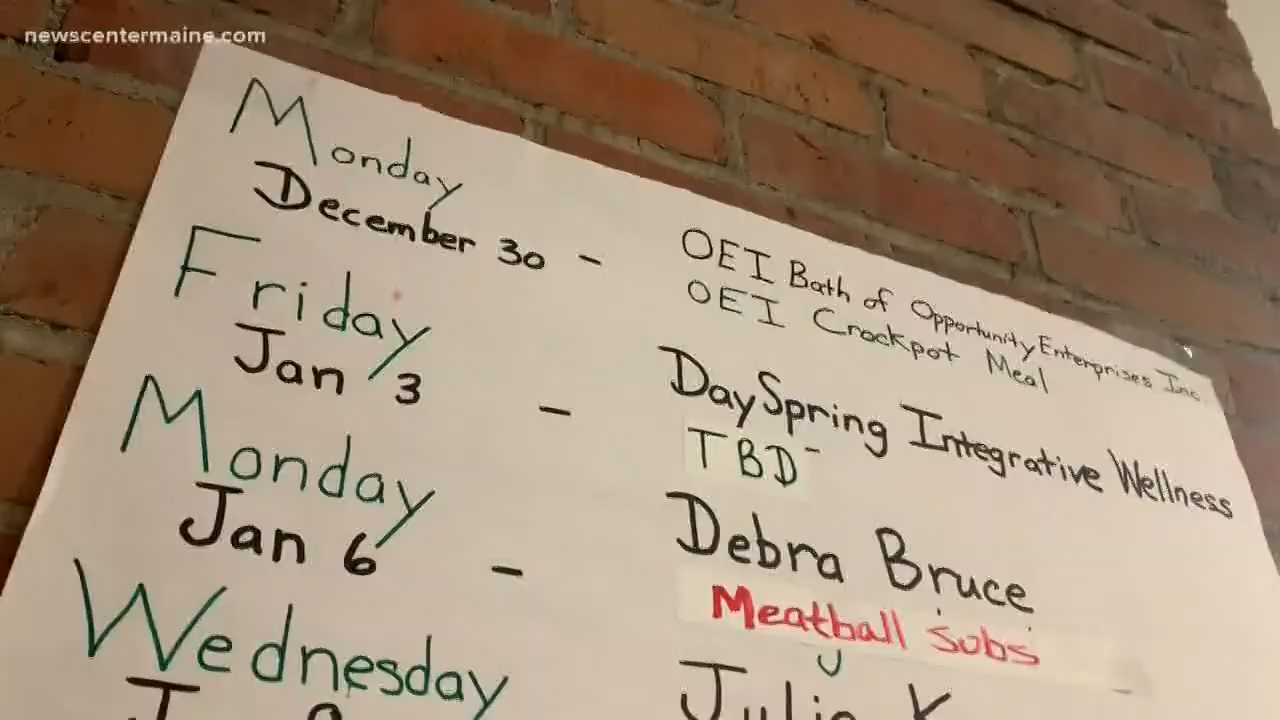 newscentermaine.com
Monday
December 30 -
OEI Bath of Opportunity Enterprises Inc.
OEI Crockpot Meal
Friday
Jan 3 -
DaySpring Integrative Wellness
TBD -
Monday
Jan 6 -
Debra Bruce
Meatball Subs
Wednesday
Julie